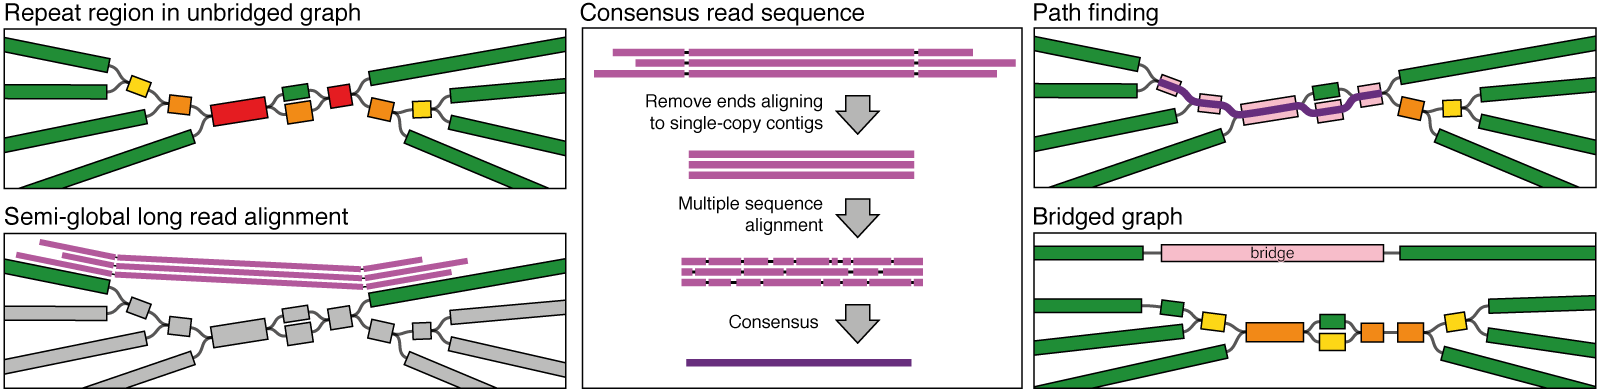 Repeat region in unbridged graph
Semi-global long read alignment
Consensus read sequence
Remove ends aligning
to single-copy contigs
Multiple sequence
alignment
Consensus
Path finding
Bridged graph
bridge